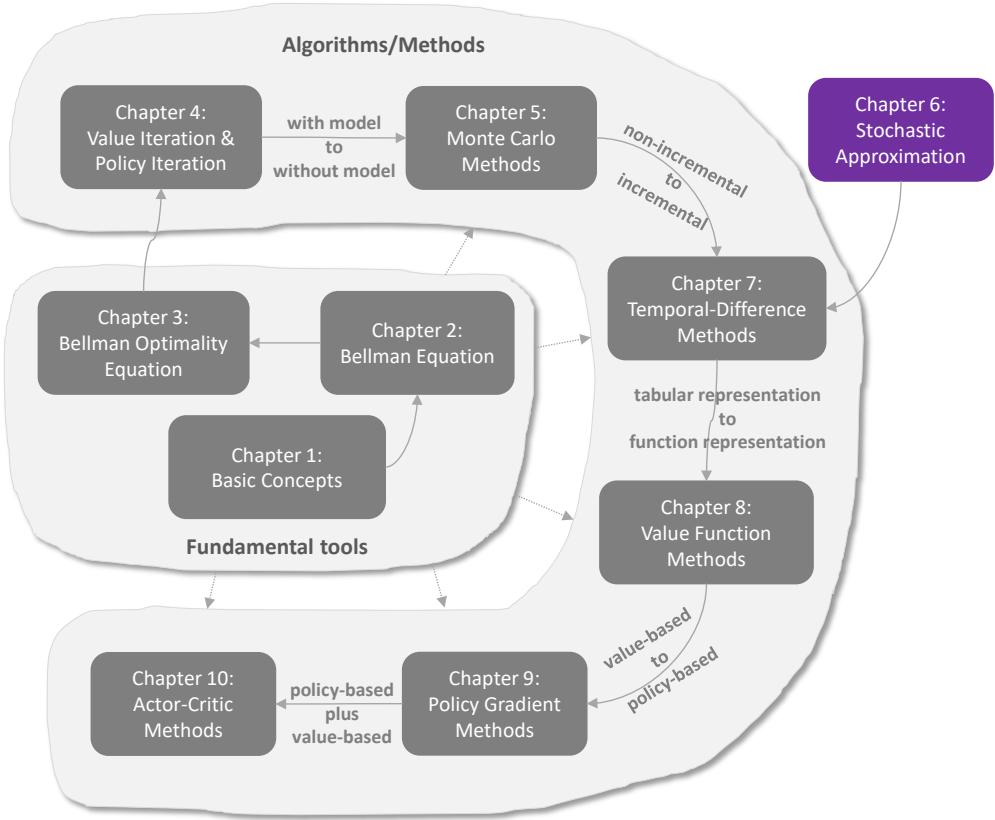 Algorithms/Methods
Chapter 4:
Value Iteration &
Policy Iteration
with model
to
without model
Chapter 5:
Monte Carlo
Methods
non-incremental
to
incremental
Chapter 6:
Stochastic
Approximation
Chapter 3:
Bellman Optimality
Equation
Chapter 2:
Bellman Equation
Chapter 7:
Temporal-Difference
Methods
Chapter 1:
Basic Concepts
Fundamental tools
tabular representation
to
function representation
Chapter 8:
Value Function
Methods
value-based
to
policy-based
Chapter 10:
Actor-Critic
Methods
policy-based
plus
value-based
Chapter 9:
Policy Gradient
Methods